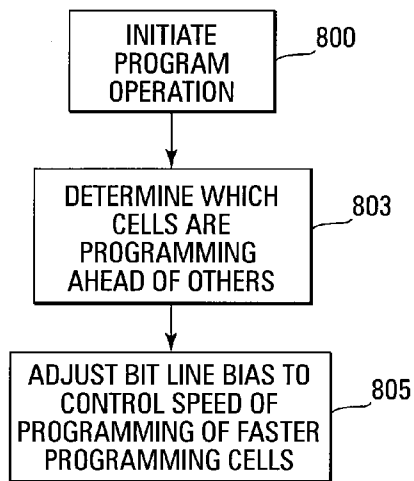 INITIATE
PROGRAM
OPERATION
800
DETERMINE WHICH
CELLS ARE
PROGRAMMING
AHEAD OF OTHERS
803
ADJUST BIT LINE BIAS TO
CONTROL SPEED OF
PROGRAMMING OF FASTER
PROGRAMMING CELLS
805